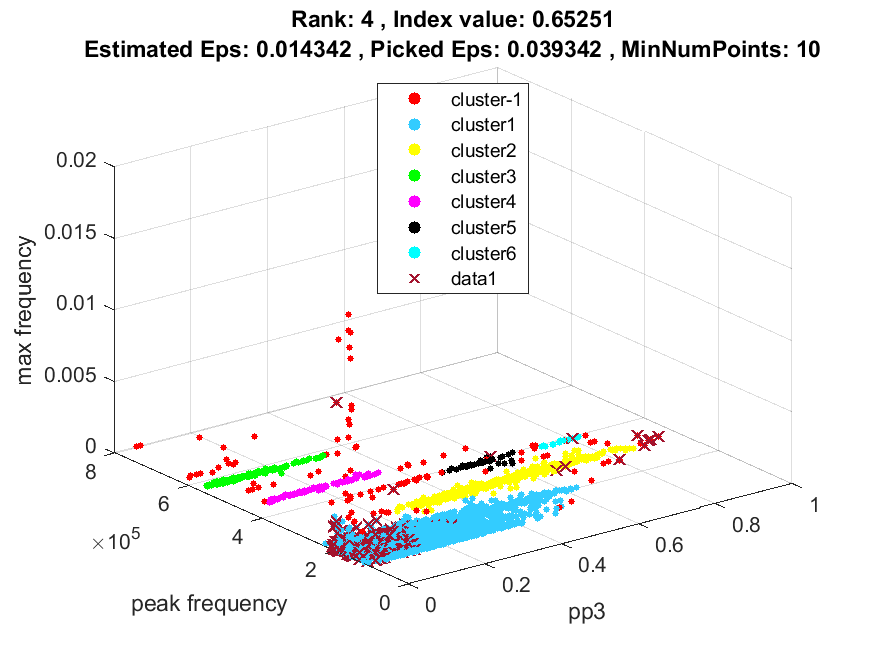 Rank: 4 , Index value: 0.65251
Estimated Eps: 0.014342 , Picked Eps: 0.039342 , MinNumPoints: 10
cluster-1
cluster1
cluster2
cluster3
cluster4
cluster5
cluster6
data1
max frequency
0.02
0.015
0.01
0.005
0
8
6
4
2
0
×10^5
peak frequency
0
0.2
0.4
0.6
0.8
1
pp3